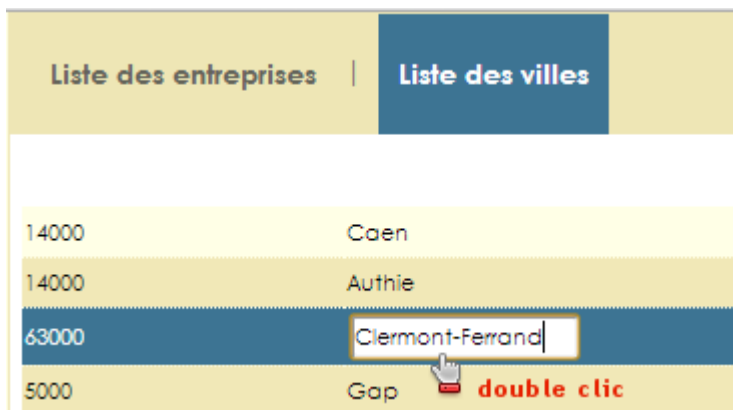 Liste des entreprises | Liste des villes
14000 Caen
14000 Authie
63000 Clermont-Ferrand
5000 Gap double clic